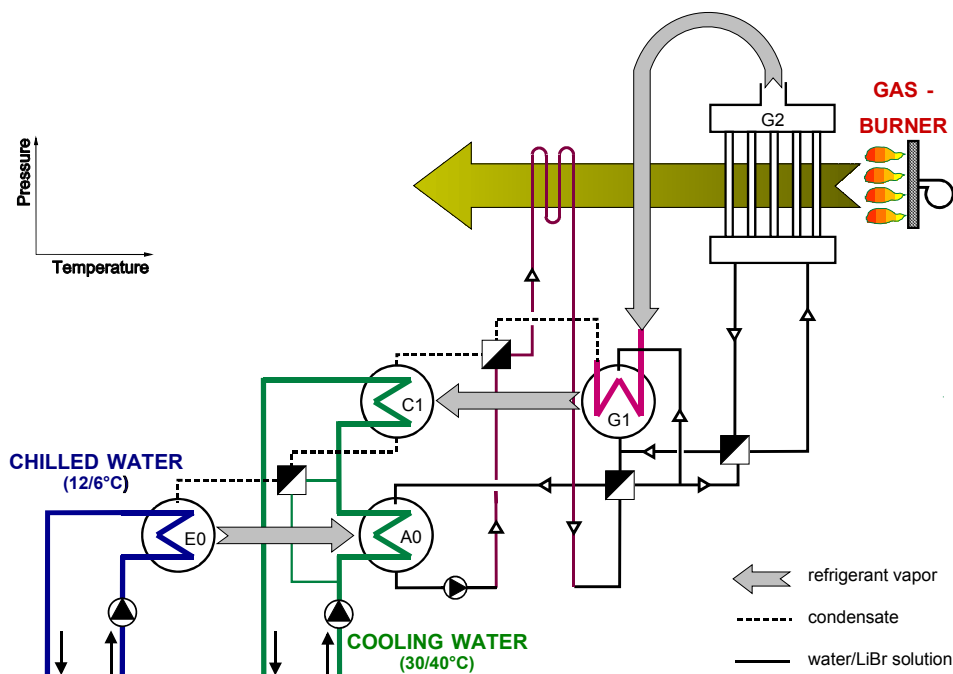 GAS -
BURNER
G2
Pressure
Temperature
C1
G1
CHILLED WATER
(12/6°C)
E0
A0
COOLING WATER
(30/40°C)
refrigerant vapor
condensate
water/LiBr solution